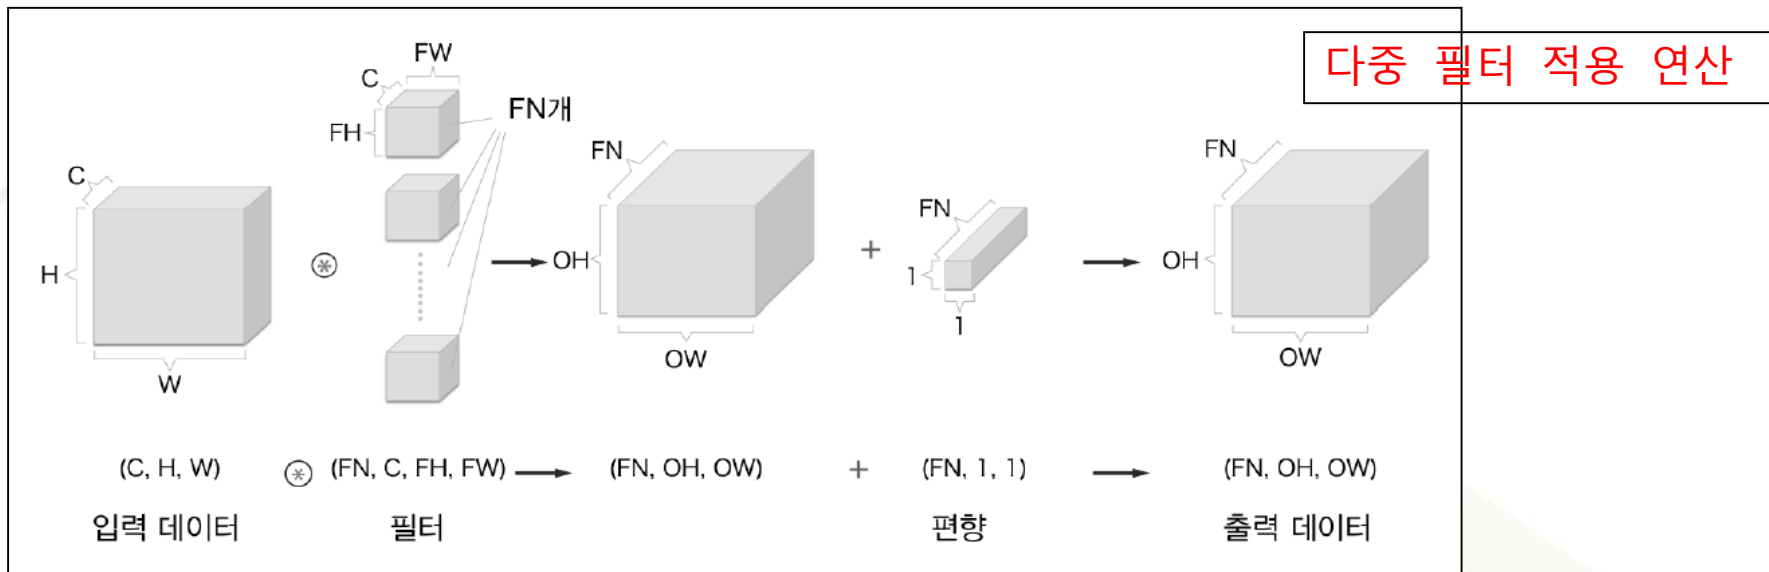 다중 필터 적용 연산
FW
C
FH
FN개
C
H
W
⊛
FN
OH
OW
+
FN
1
1
FN
OH
OW
(C, H, W) ⊛ (FN, C, FH, FW) → (FN, OH, OW) + (FN, 1, 1) → (FN, OH, OW)
입력 데이터 필터 편향 출력 데이터